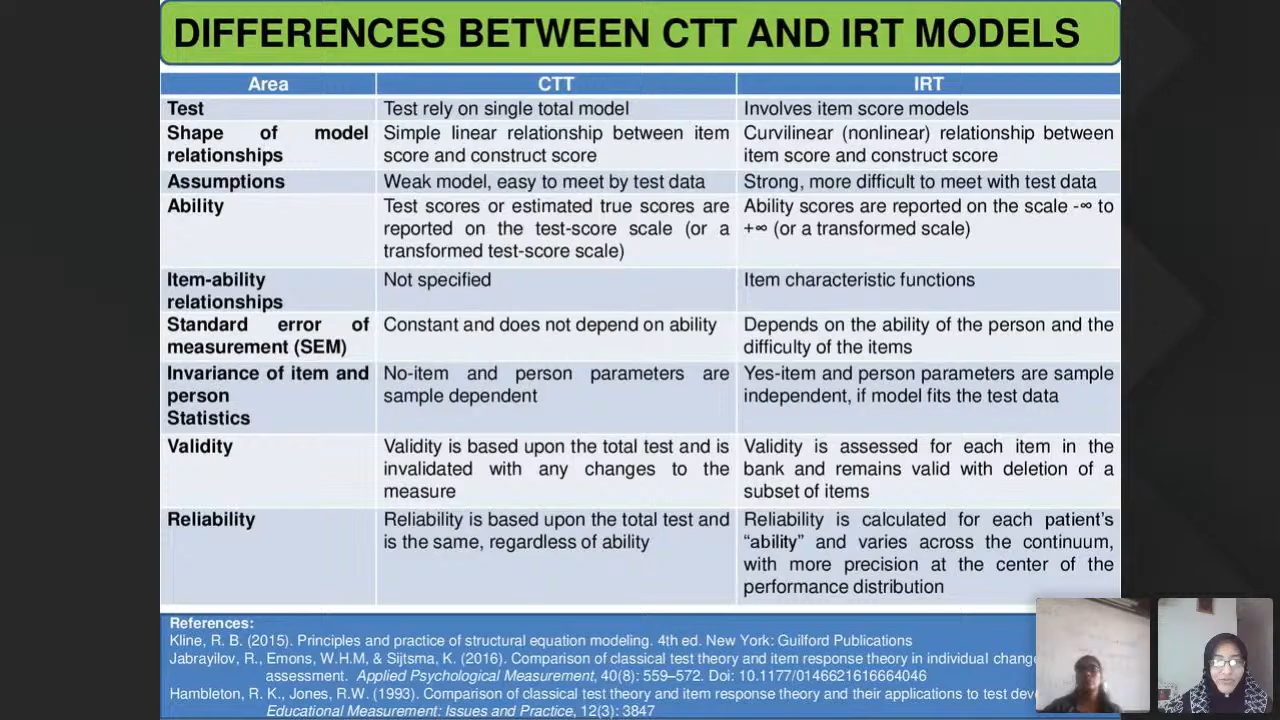 DIFFERENCES BETWEEN CTT AND IRT MODELS
Area CTT IRT
Test Test rely on single total model Involves item score models
Shape of model relationships Simple linear relationship between item score and construct score Curvilinear (nonlinear) relationship between item score and construct score
Assumptions Weak model, easy to meet by test data Strong, more difficult to meet with test data
Ability Test scores or estimated true scores are reported on the test-score scale (or a transformed test-score scale) Ability scores are reported on the scale -∞ to +∞ (or a transformed scale)
Item-ability relationships Not specified Item characteristic functions
Standard error of measurement (SEM) Constant and does not depend on ability Depends on the ability of the person and the difficulty of the items
Invariance of item and person Statistics No-item and person parameters are sample dependent Yes-item and person parameters are sample independent, if model fits the test data
Validity Validity is based upon the total test and is invalidated with any changes to the measure Validity is assessed for each item in the bank and remains valid with deletion of a subset of items
Reliability Reliability is based upon the total test and is the same, regardless of ability Reliability is calculated for each patient's “ability” and varies across the continuum, with more precision at the center of the performance distribution
References:
Kline, R. B. (2015). Principles and practice of structural equation modeling. 4th ed. New York: Guilford Publications
Jabrayilov, R., Emons, W.H.M, & Sijtsma, K. (2016). Comparison of classical test theory and item response theory in individual change
assessment. Applied Psychological Measurement, 40(8): 559–572. Doi: 10.1177/0146621616664046
Hambleton, R. K., Jones, R.W. (1993). Comparison of classical test theory and item response theory and their applications to test deve
Educational Measurement: Issues and Practice, 12(3): 3847